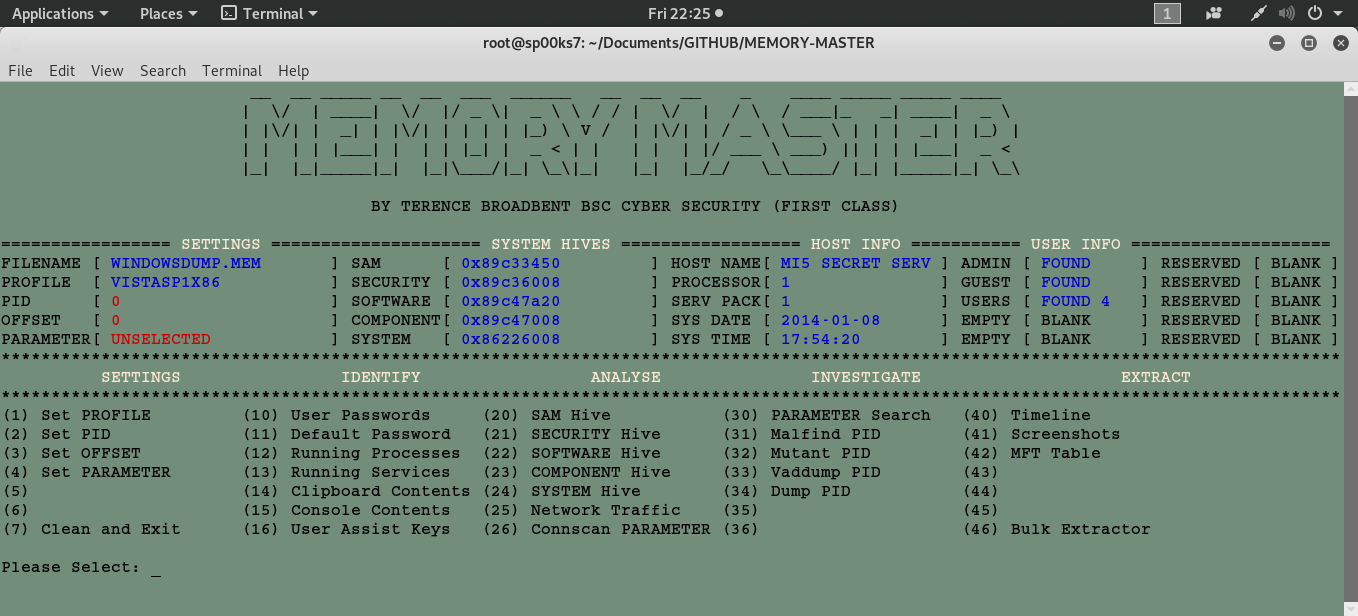 Applications Places Terminal Fri 22:25 1
root@sp00ks7: ~/Documents/GITHUB/MEMORY-MASTER
File Edit View Search Terminal Help
MEMORY MASTER
BY TERENCE BROADBENT BSC CYBER SECURITY (FIRST CLASS)
================= SETTINGS ===================== SYSTEM HIVES ================== HOST INFO =========== USER INFO ====================
FILENAME [ WINDOWSDUMP.MEM ] SAM [ 0x89c33450 ] HOST NAME[ MI5 SECRET SERV ] ADMIN [ FOUND ] RESERVED [ BLANK ]
PROFILE [ VISTASP1X86 ] SECURITY [ 0x89c36008 ] PROCESSOR[ 1 ] GUEST [ FOUND ] RESERVED [ BLANK ]
PID [ 0 ] SOFTWARE [ 0x89c47a20 ] SERV PACK[ 1 ] USERS [ FOUND 4 ] RESERVED [ BLANK ]
OFFSET [ 0 ] COMPONENT[ 0x89c47008 ] SYS DATE [ 2014-01-08 ] EMPTY [ BLANK ] RESERVED [ BLANK ]
PARAMETER[ UNSELECTED ] SYSTEM [ 0x86226008 ] SYS TIME [ 17:54:20 ] EMPTY [ BLANK ] RESERVED [ BLANK ]
**************************************************************************************************************************************
SETTINGS IDENTIFY ANALYSE INVESTIGATE EXTRACT
**************************************************************************************************************************************
(1) Set PROFILE (10) User Passwords (20) SAM Hive (30) PARAMETER Search (40) Timeline
(2) Set PID (11) Default Password (21) SECURITY Hive (31) Malfind PID (41) Screenshots
(3) Set OFFSET (12) Running Processes (22) SOFTWARE Hive (32) Mutant PID (42) MFT Table
(4) Set PARAMETER (13) Running Services (23) COMPONENT Hive (33) Vaddump PID (43)
(5) (14) Clipboard Contents (24) SYSTEM Hive (34) Dump PID (44)
(6) (15) Console Contents (25) Network Traffic (35) (45)
(7) Clean and Exit (16) User Assist Keys (26) Connscan PARAMETER (36) (46) Bulk Extractor
Please Select: _